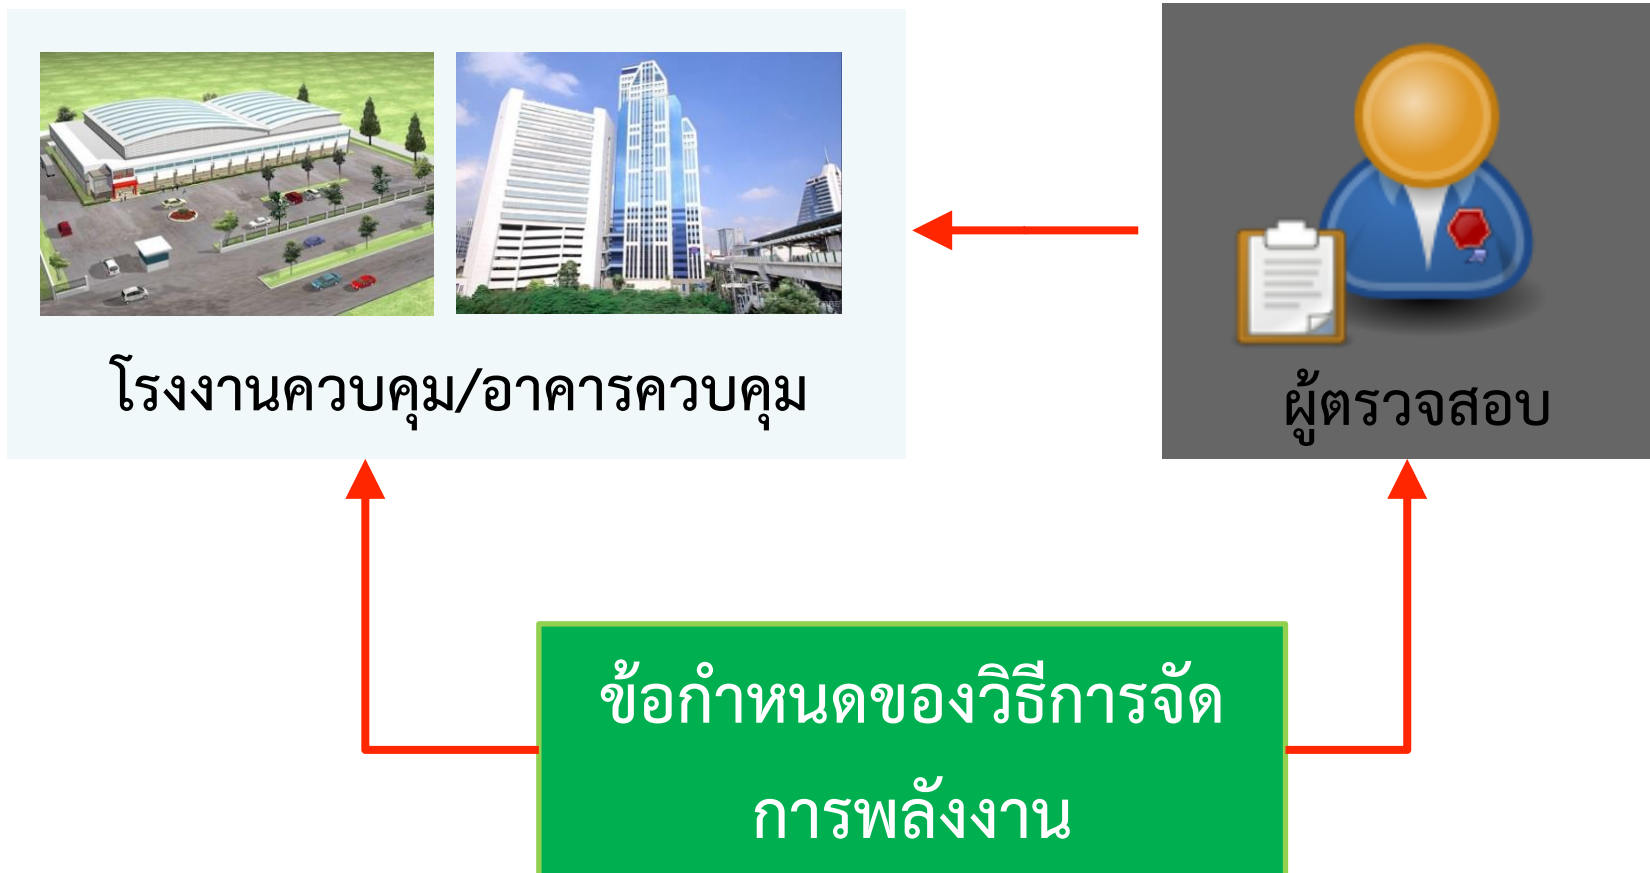 โรงงานควบคุม/อาคารควบคุม
ผู้ตรวจสอบ
ข้อกำหนดของวิธีการจัด
การพลังงาน